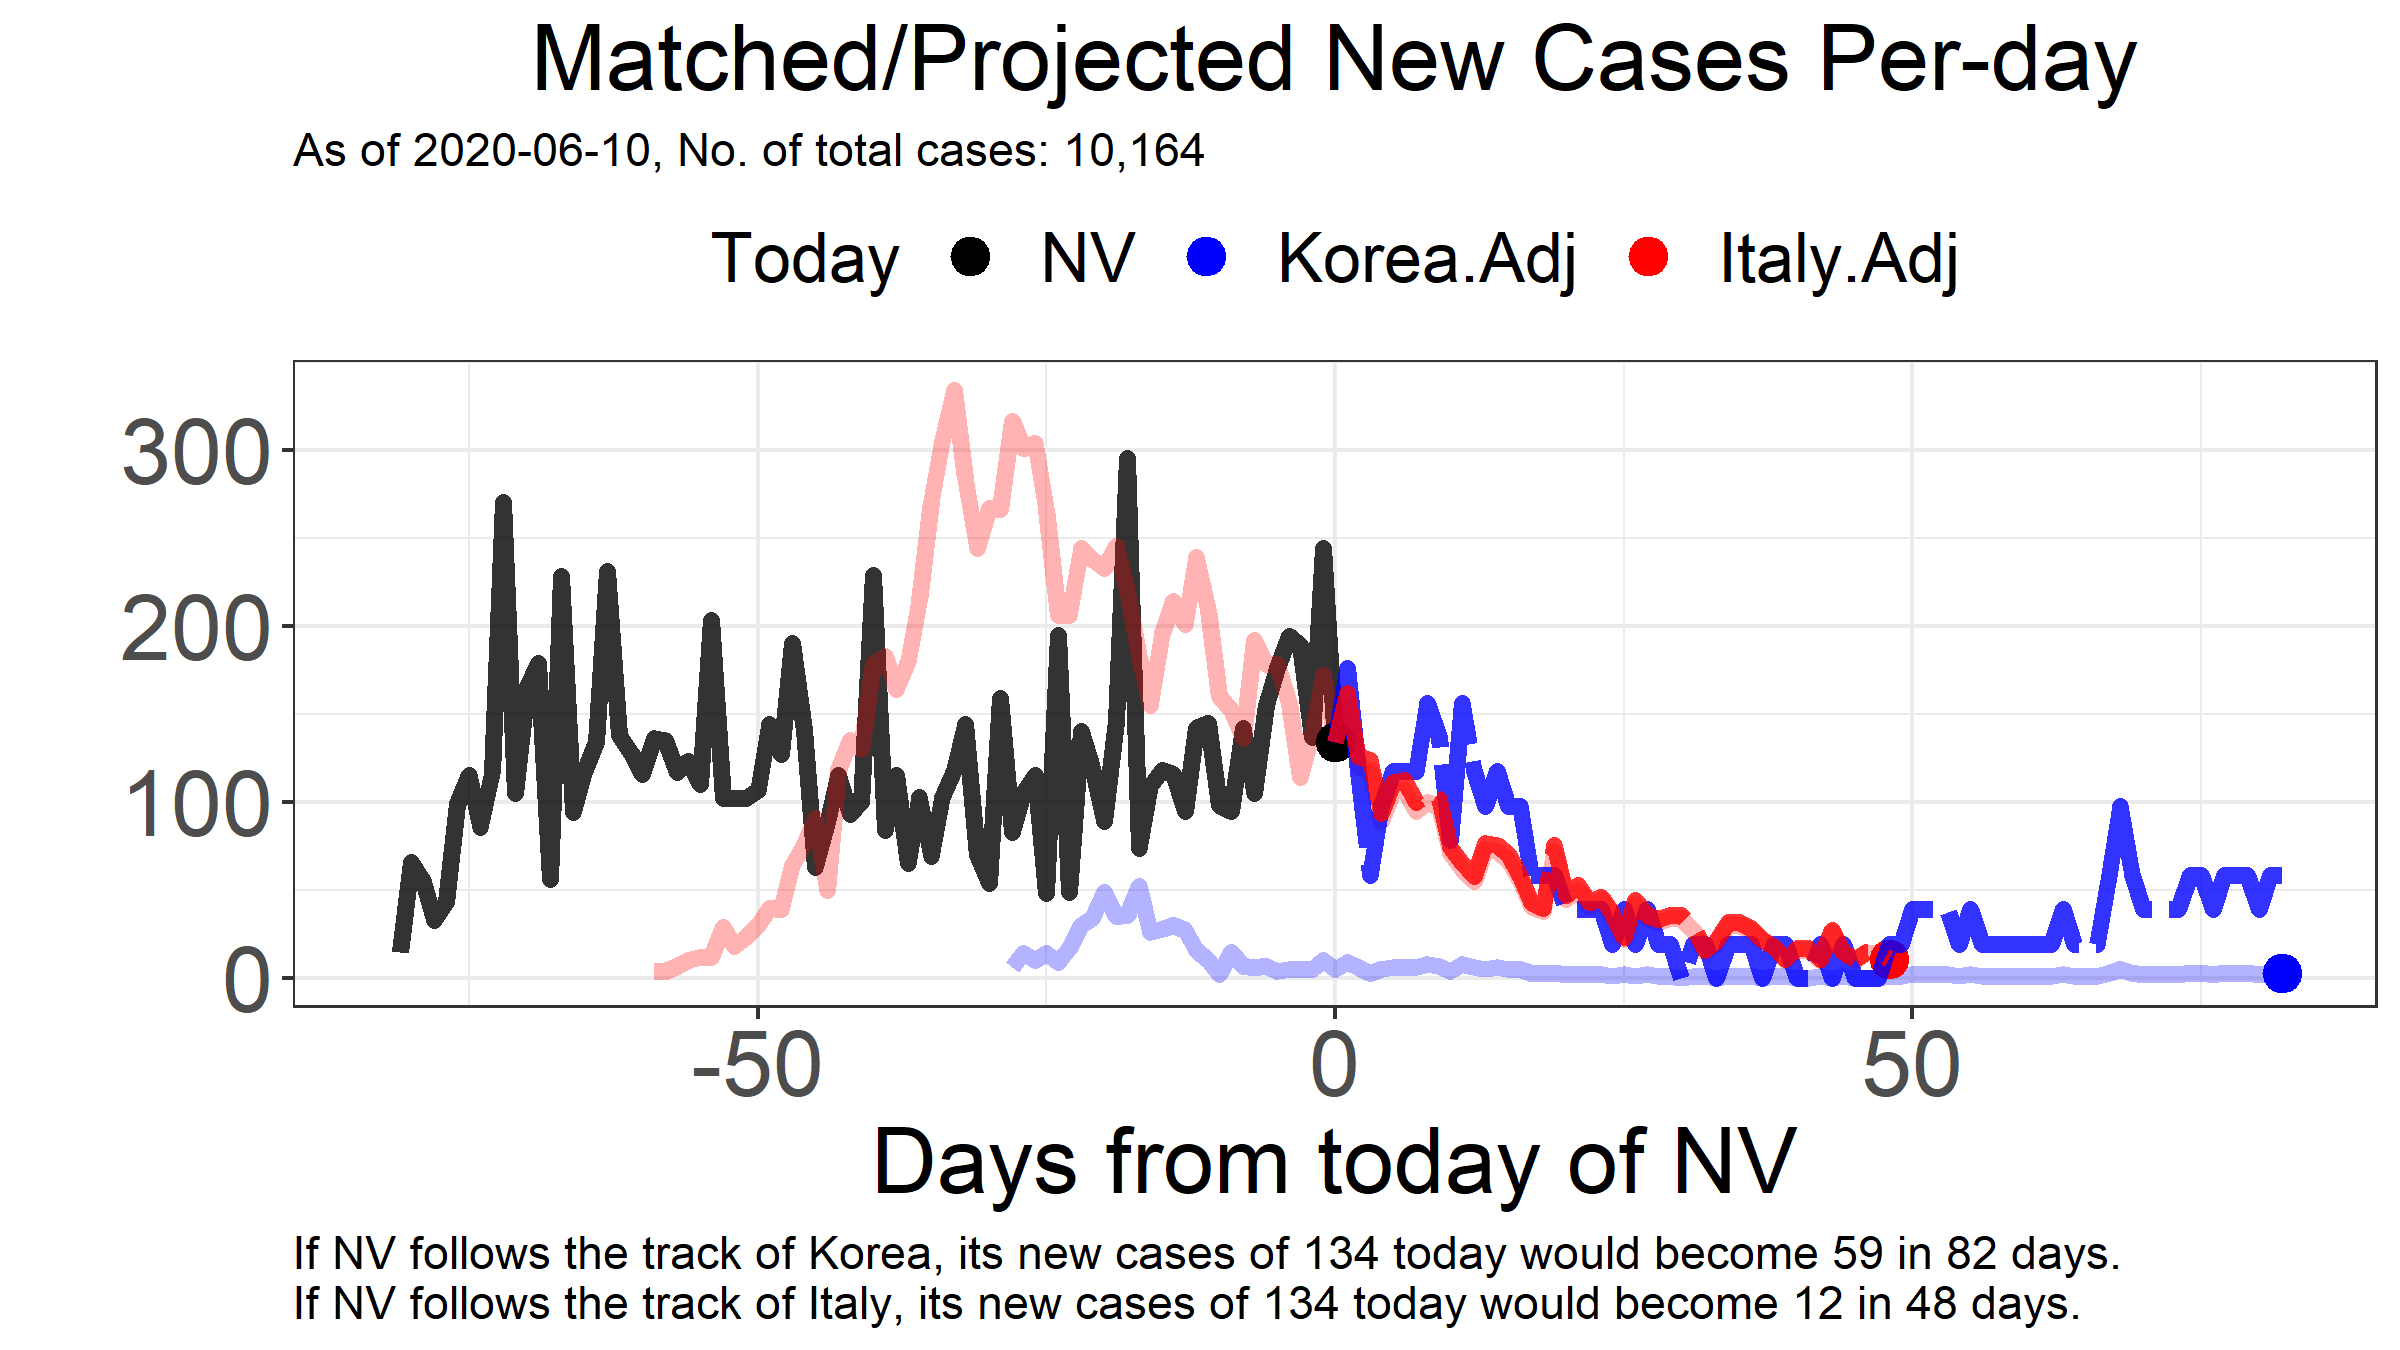 Matched/Projected New Cases Per-day
As of 2020-06-10, No. of total cases: 10,164
Today NV Korea.Adj Italy.Adj
300
200
100
0
-50 0 50
Days from today of NV
If NV follows the track of Korea, its new cases of 134 today would become 59 in 82 days.
If NV follows the track of Italy, its new cases of 134 today would become 12 in 48 days.